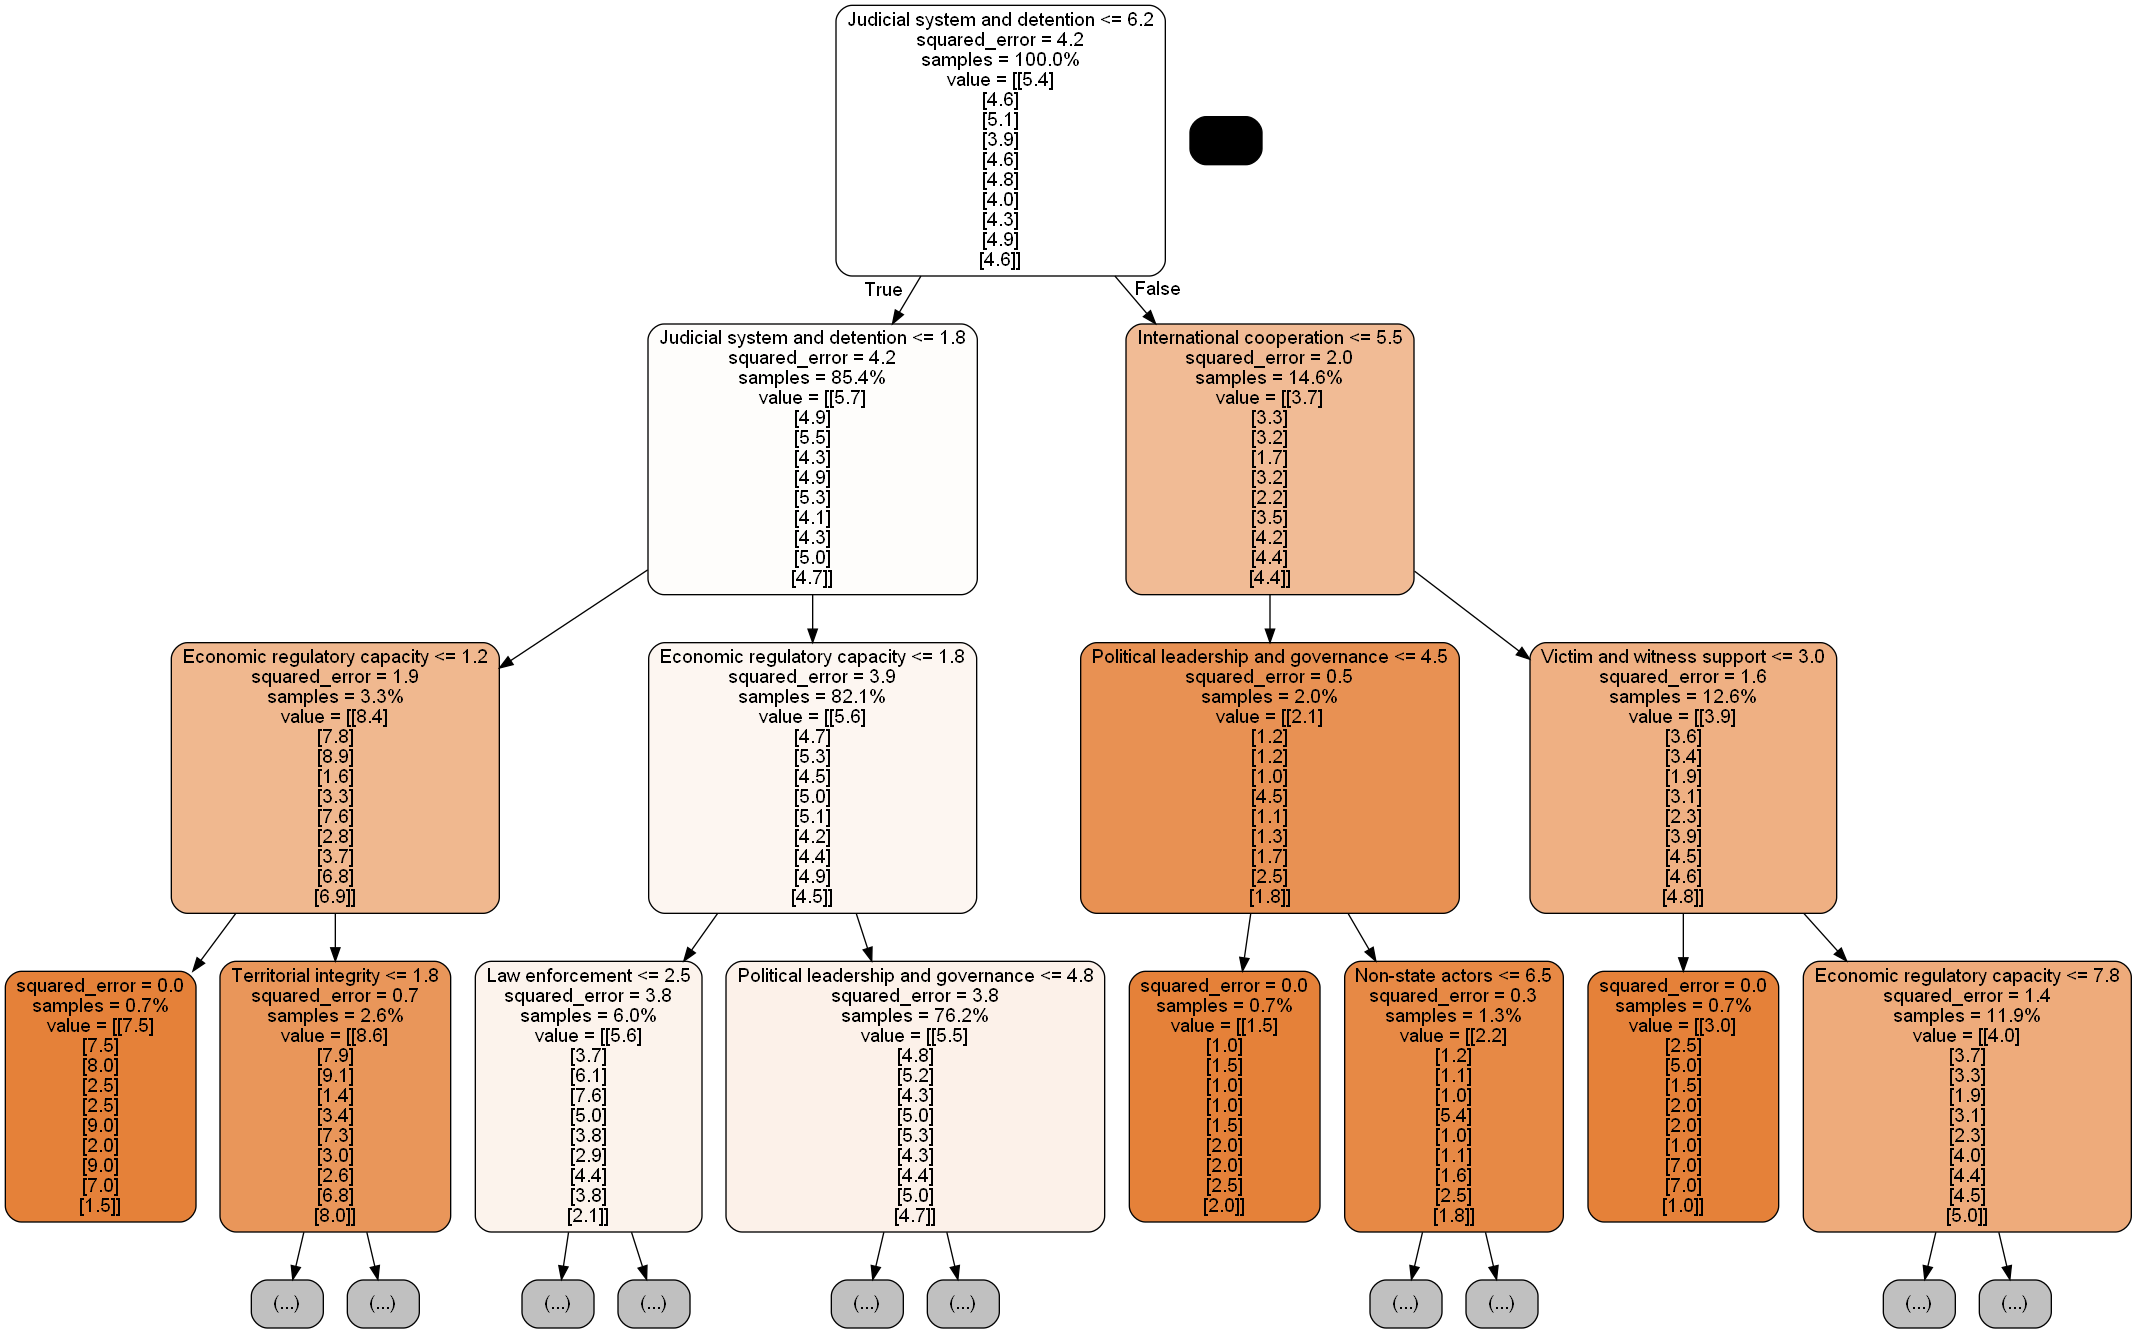 Judicial system and detention <= 6.2
squared_error = 4.2
samples = 100.0%
value = [[5.4]
[4.6]
[5.1]
[3.9]
[4.6]
[4.8]
[4.0]
[4.3]
[4.9]
[4.6]]
True
False
Judicial system and detention <= 1.8
squared_error = 4.2
samples = 85.4%
value = [[5.7]
[4.9]
[5.5]
[4.3]
[4.9]
[5.3]
[4.1]
[4.3]
[5.0]
[4.7]]
International cooperation <= 5.5
squared_error = 2.0
samples = 14.6%
value = [[3.7]
[3.3]
[3.2]
[1.7]
[3.2]
[2.2]
[3.5]
[4.2]
[4.4]
[4.4]]
Economic regulatory capacity <= 1.2
squared_error = 1.9
samples = 3.3%
value = [[8.4]
[7.8]
[8.9]
[1.6]
[3.3]
[7.6]
[2.8]
[3.7]
[6.8]
[6.9]]
Economic regulatory capacity <= 1.8
squared_error = 3.9
samples = 82.1%
value = [[5.6]
[4.7]
[5.3]
[4.5]
[5.0]
[5.1]
[4.2]
[4.4]
[4.9]
[4.5]]
Political leadership and governance <= 4.5
squared_error = 0.5
samples = 2.0%
value = [[2.1]
[1.2]
[1.2]
[1.0]
[4.5]
[1.1]
[1.3]
[1.7]
[2.5]
[1.8]]
Victim and witness support <= 3.0
squared_error = 1.6
samples = 12.6%
value = [[3.9]
[3.6]
[3.4]
[1.9]
[3.1]
[2.3]
[3.9]
[4.5]
[4.6]
[4.8]]
squared_error = 0.0
samples = 0.7%
value = [[7.5]
[7.5]
[8.0]
[2.5]
[2.5]
[9.0]
[2.0]
[9.0]
[7.0]
[1.5]]
Territorial integrity <= 1.8
squared_error = 0.7
samples = 2.6%
value = [[8.6]
[7.9]
[9.1]
[1.4]
[3.4]
[7.3]
[3.0]
[2.6]
[6.8]
[8.0]]
Law enforcement <= 2.5
squared_error = 3.8
samples = 6.0%
value = [[5.6]
[3.7]
[6.1]
[7.6]
[5.0]
[3.8]
[2.9]
[4.4]
[3.8]
[2.1]]
Political leadership and governance <= 4.8
squared_error = 3.8
samples = 76.2%
value = [[5.5]
[4.8]
[5.2]
[4.3]
[5.0]
[5.3]
[4.3]
[4.4]
[5.0]
[4.7]]
squared_error = 0.0
samples = 0.7%
value = [[1.5]
[1.0]
[1.5]
[1.0]
[1.0]
[1.5]
[2.0]
[2.0]
[2.5]
[2.0]]
Non-state actors <= 6.5
squared_error = 0.3
samples = 1.3%
value = [[2.2]
[1.2]
[1.1]
[1.0]
[5.4]
[1.0]
[1.1]
[1.6]
[2.5]
[1.8]]
squared_error = 0.0
samples = 0.7%
value = [[3.0]
[2.5]
[5.0]
[1.5]
[2.0]
[2.0]
[1.0]
[7.0]
[7.0]
[1.0]]
Economic regulatory capacity <= 7.8
squared_error = 1.4
samples = 11.9%
value = [[4.0]
[3.7]
[3.3]
[1.9]
[3.1]
[2.3]
[4.0]
[4.4]
[4.5]
[5.0]]
(...)
(...)
(...)
(...)
(...)
(...)
(...)
(...)
(...)
(...)